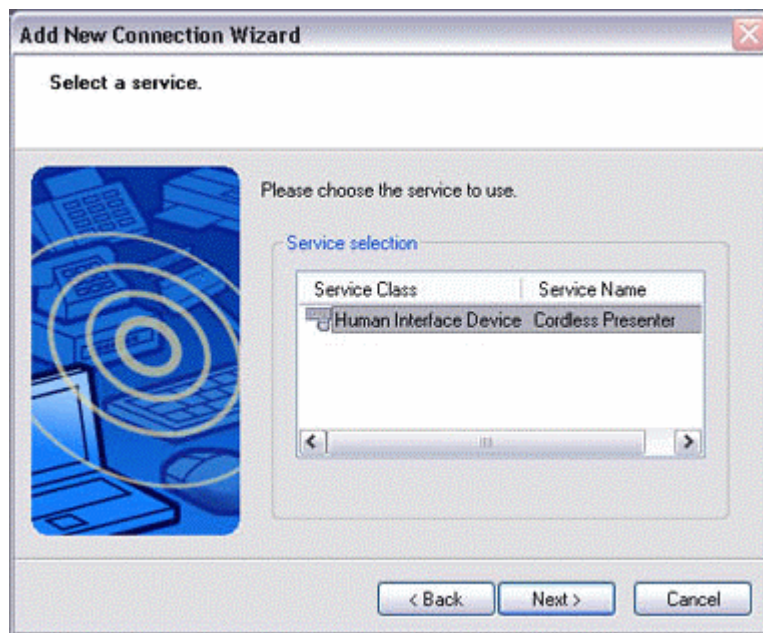 Add New Connection Wizard
Select a service.
Please choose the service to use.
Service selection
Service Class Service Name
Human Interface Device Cordless Presenter
< Back Next > Cancel